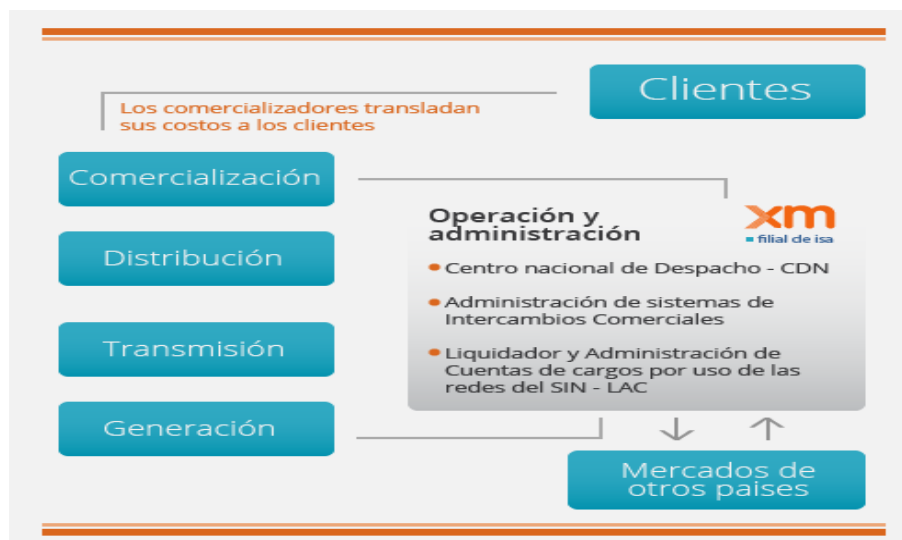 Clientes
Los comercializadores transladan
sus costos a los clientes
Comercialización
Distribución
Transmisión
Generación
Operación y
administración
xm
filial de isa
Centro nacional de Despacho - CDN
Administración de sistemas de
Intercambios Comerciales
Liquidador y Administración de
Cuentas de cargos por uso de las
redes del SIN - LAC
Mercados de
otros paises